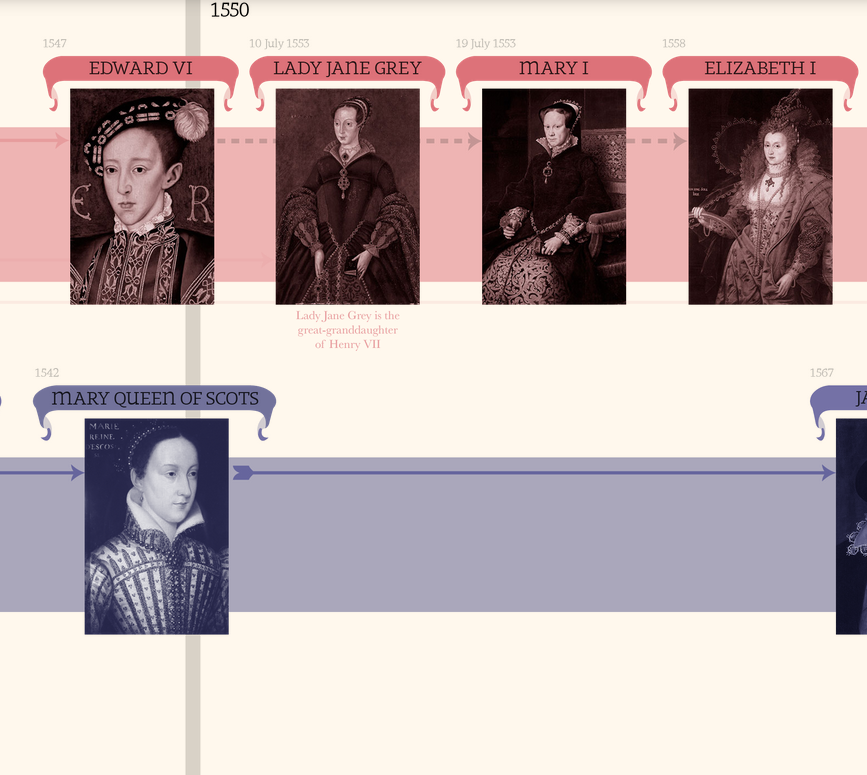 1550
1547
10 July 1553
19 July 1553
1558
EDWARD VI
LADY JANE GREY
MARY I
ELIZABETH I
E R
Lady Jane Grey is the
great-granddaughter
of Henry VII
1542
1567
MARY QUEEN OF SCOTS
JA
MARIE
REINE